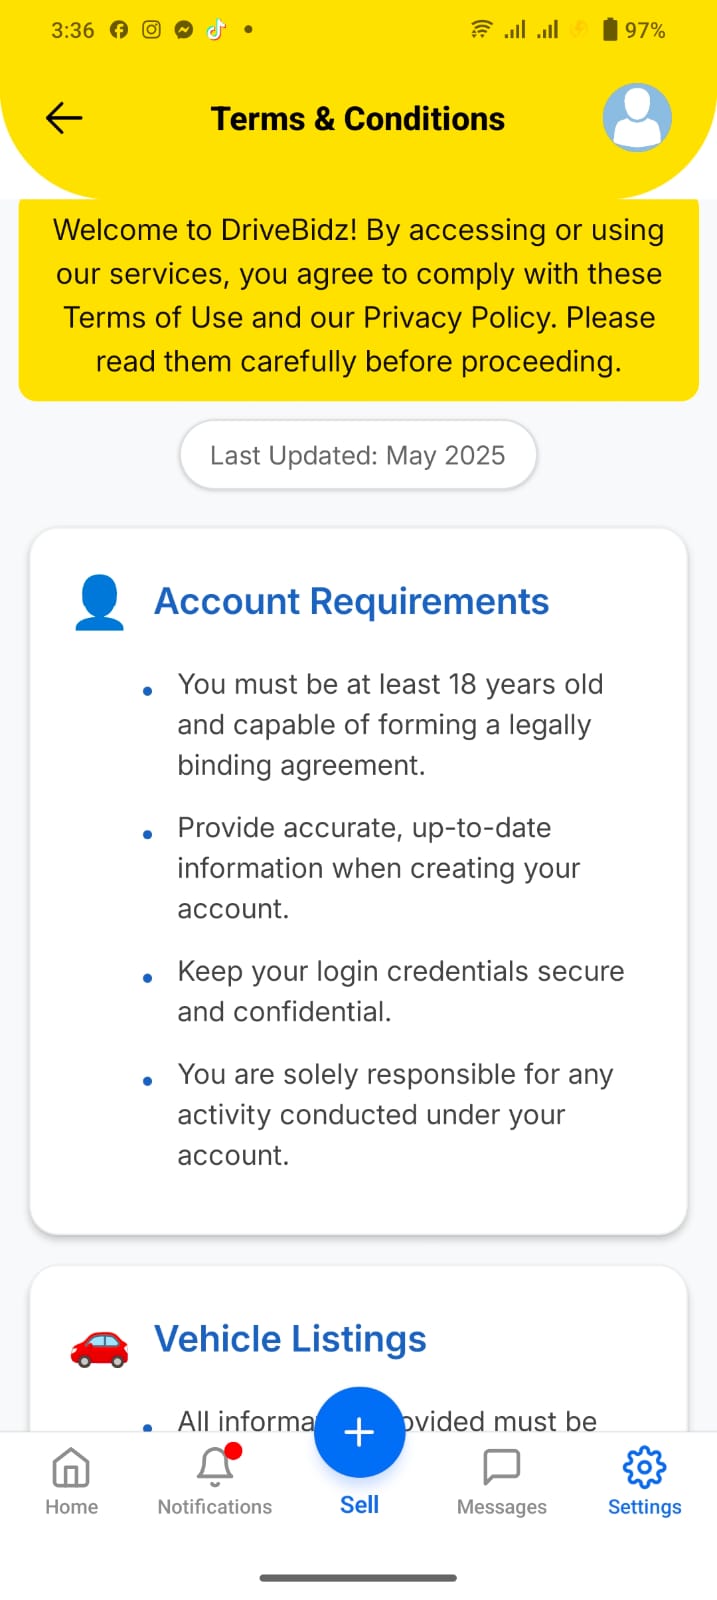 3:36
97%
Terms & Conditions
Welcome to DriveBidz! By accessing or using
our services, you agree to comply with these
Terms of Use and our Privacy Policy. Please
read them carefully before proceeding.
Last Updated: May 2025
Account Requirements
You must be at least 18 years old
and capable of forming a legally
binding agreement.
Provide accurate, up-to-date
information when creating your
account.
Keep your login credentials secure
and confidential.
You are solely responsible for any
activity conducted under your
account.
Vehicle Listings
All informa ovided must be
Home
Notifications
Sell
Messages
Settings